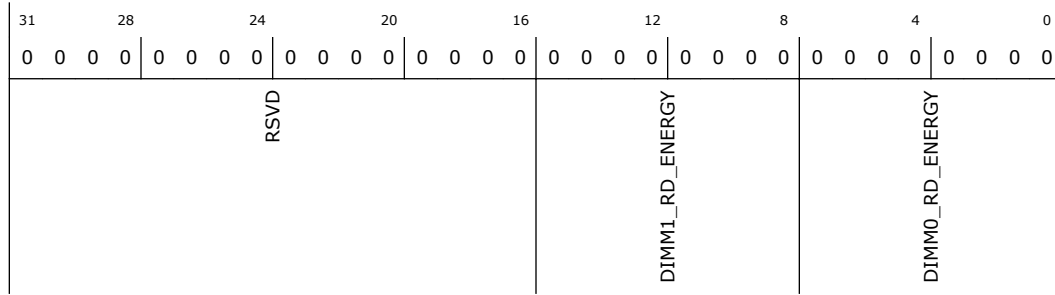 31 28 24 20 16 12 8 4 0
0 0 0 0 0 0 0 0 0 0 0 0 0 0 0 0 0 0 0 0 0 0 0 0 0 0 0 0 0 0 0 0
RSVD
DIMM1_RD_ENERGY
DIMM0_RD_ENERGY